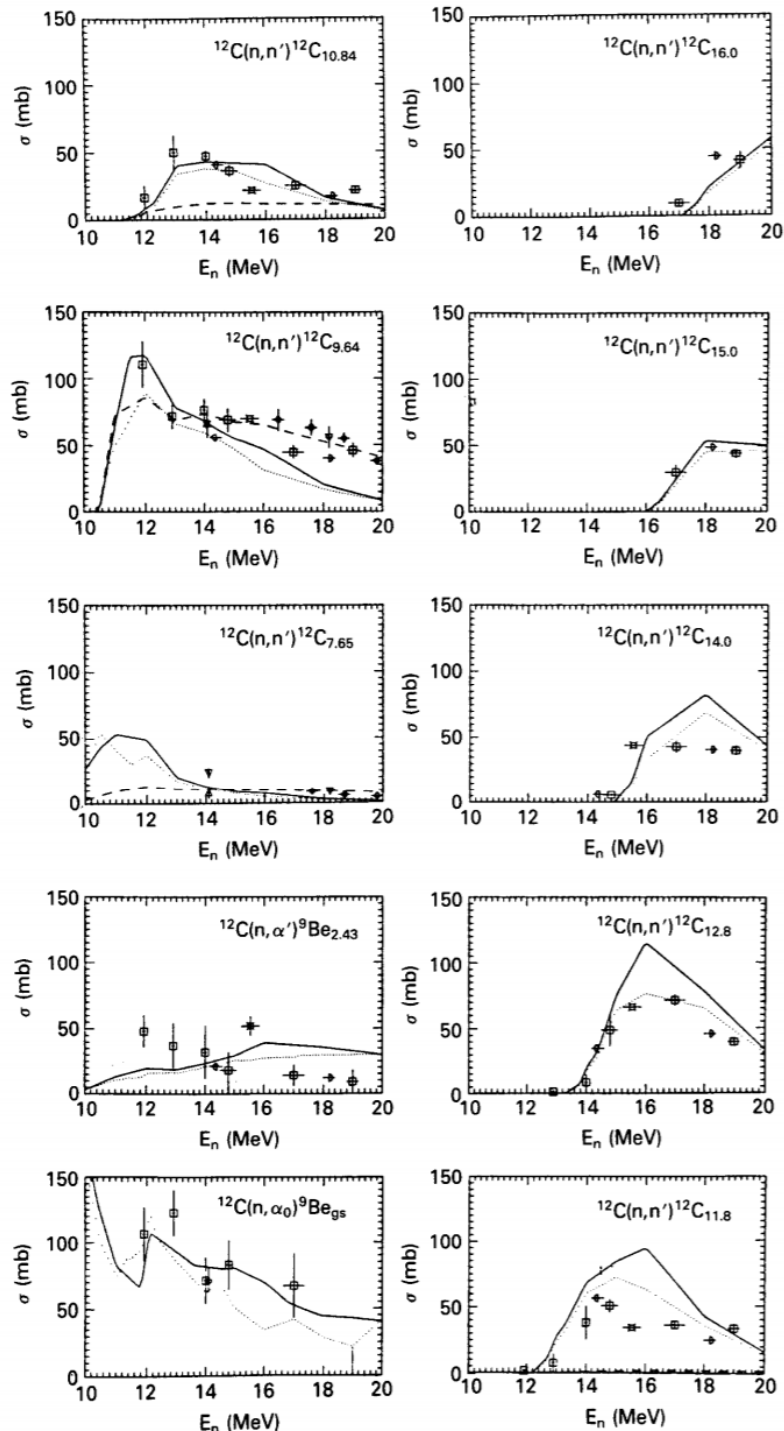 150
¹²C(n,n′)¹²C₁₀.₈₄
100
σ (mb)
50
0
10 12 14 16 18 20
Eₙ (MeV)
150
¹²C(n,n′)¹²C₁₆.₀
100
σ (mb)
50
0
10 12 14 16 18 20
Eₙ (MeV)
150
¹²C(n,n′)¹²C₉.₆₄
100
σ (mb)
50
0
10 12 14 16 18 20
Eₙ (MeV)
150
¹²C(n,n′)¹²C₁₅.₀
100
σ (mb)
50
0
10 12 14 16 18 20
Eₙ (MeV)
150
¹²C(n,n′)¹²C₇.₆₅
100
σ (mb)
50
0
10 12 14 16 18 20
Eₙ (MeV)
150
¹²C(n,n′)¹²C₁₄.₀
100
σ (mb)
50
0
10 12 14 16 18 20
Eₙ (MeV)
150
¹²C(n,α′)⁹Be₂.₄₃
100
σ (mb)
50
0
10 12 14 16 18 20
Eₙ (MeV)
150
¹²C(n,n′)¹²C₁₂.₈
100
σ (mb)
50
0
10 12 14 16 18 20
Eₙ (MeV)
150
¹²C(n,α₀)⁹Be_gs
100
σ (mb)
50
0
10 12 14 16 18 20
Eₙ (MeV)
150
¹²C(n,n′)¹²C₁₁.₈
100
σ (mb)
50
0
10 12 14 16 18 20
Eₙ (MeV)